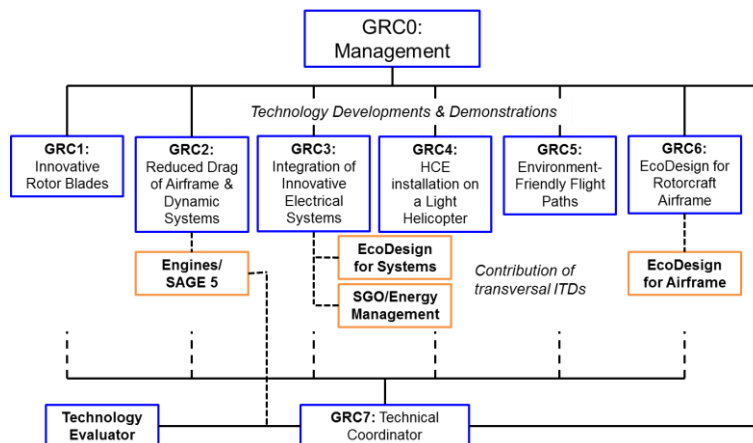 GRC0:
Management
Technology Developments & Demonstrations
GRC1:
Innovative
Rotor Blades
GRC2:
Reduced Drag
of Airframe &
Dynamic
Systems
GRC3:
Integration of
Innovative
Electrical
Systems
GRC4:
HCE
installation on
a Light
Helicopter
GRC5:
Environment-
Friendly Flight
Paths
GRC6:
EcoDesign for
Rotorcraft
Airframe
Engines/
SAGE 5
EcoDesign
for Systems
SGO/Energy
Management
Contribution of
transversal ITDs
EcoDesign
for Airframe
Technology
Evaluator
GRC7: Technical
Coordinator